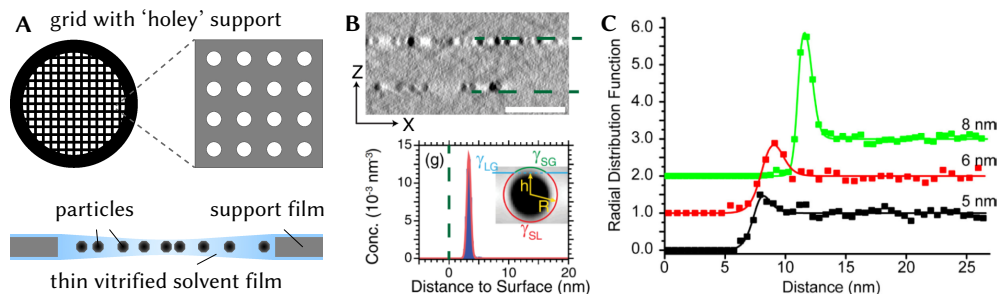 A
grid with ‘holey’ support
particles
support film
thin vitrified solvent film
B
Z
X
(g)
Conc. (10⁻³ nm⁻³)
15
10
5
0
0
5
10
15
20
Distance to Surface (nm)
γLG
γSG
h
R
γSL
C
Radial Distribution Function
6.0
5.0
4.0
3.0
2.0
1.0
0.0
8 nm
6 nm
5 nm
0
5
10
15
20
25
Distance (nm)